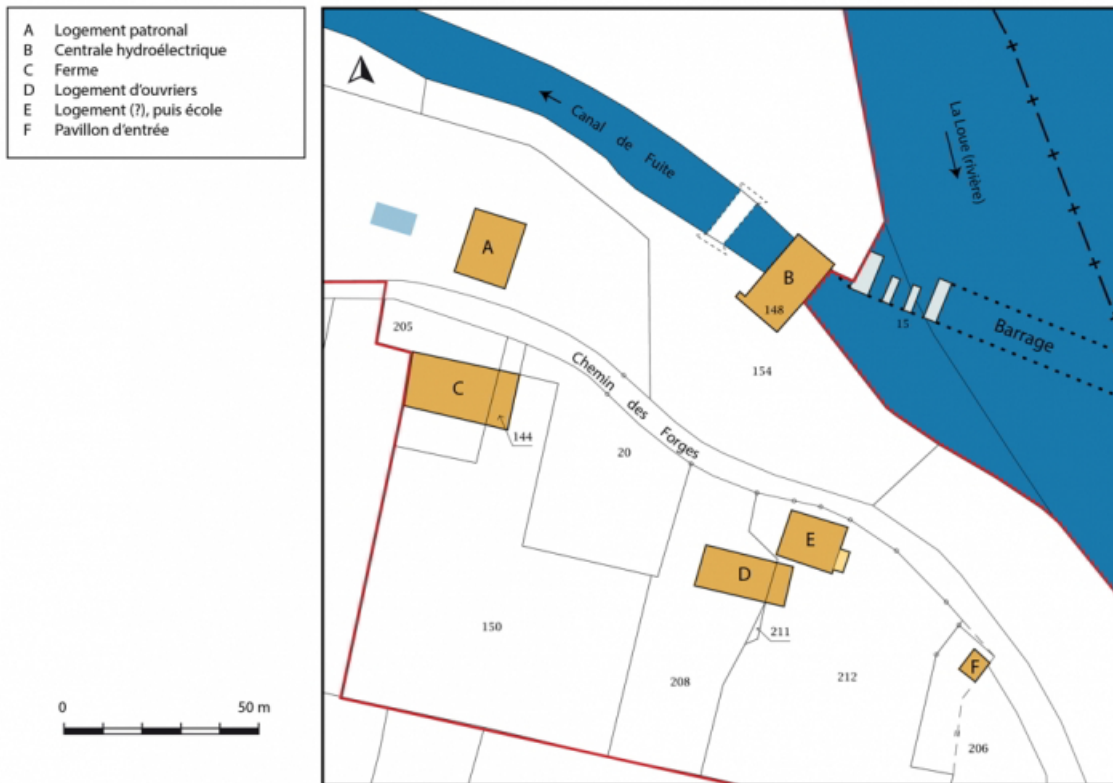 A Logement patronal
B Centrale hydroélectrique
C Ferme
D Logement d'ouvriers
E Logement (?), puis école
F Pavillon d'entrée
Canal de Fuite
La Loue (rivière)
A
B
148
15
Barrage
205
C
144
Chemin des Forges
154
20
E
D
150
211
208
212
F
206
0 50 m